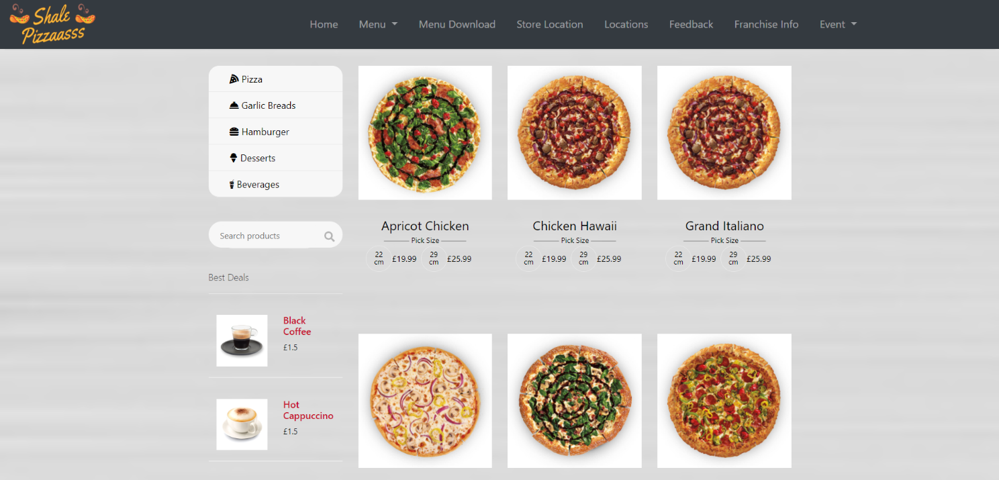 Shale
Pizzaasss
Home Menu Menu Download Store Location Locations Feedback Franchise Info Event
Pizza
Garlic Breads
Hamburger
Desserts
Beverages
Search products
Best Deals
Black
Coffee
£1.5
Hot
Cappuccino
£1.5
Apricot Chicken
Pick Size
22
cm
£19.99
29
cm
£25.99
Chicken Hawaii
Pick Size
22
cm
£19.99
29
cm
£25.99
Grand Italiano
Pick Size
22
cm
£19.99
29
cm
£25.99